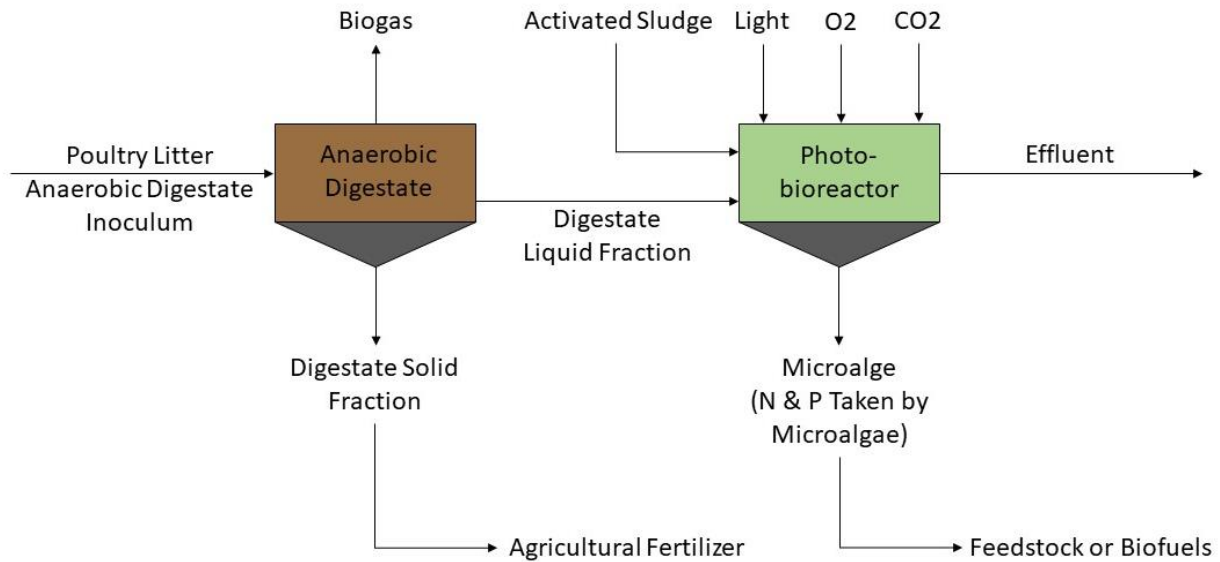 Biogas
Activated Sludge
Light
O2
CO2
Poultry Litter
Anaerobic Digestate
Inoculum
Anaerobic
Digestate
Digestate
Liquid Fraction
Photo-
bioreactor
Effluent
Digestate Solid
Fraction
Microalge
(N & P Taken by
Microalgae)
Agricultural Fertilizer
Feedstock or Biofuels